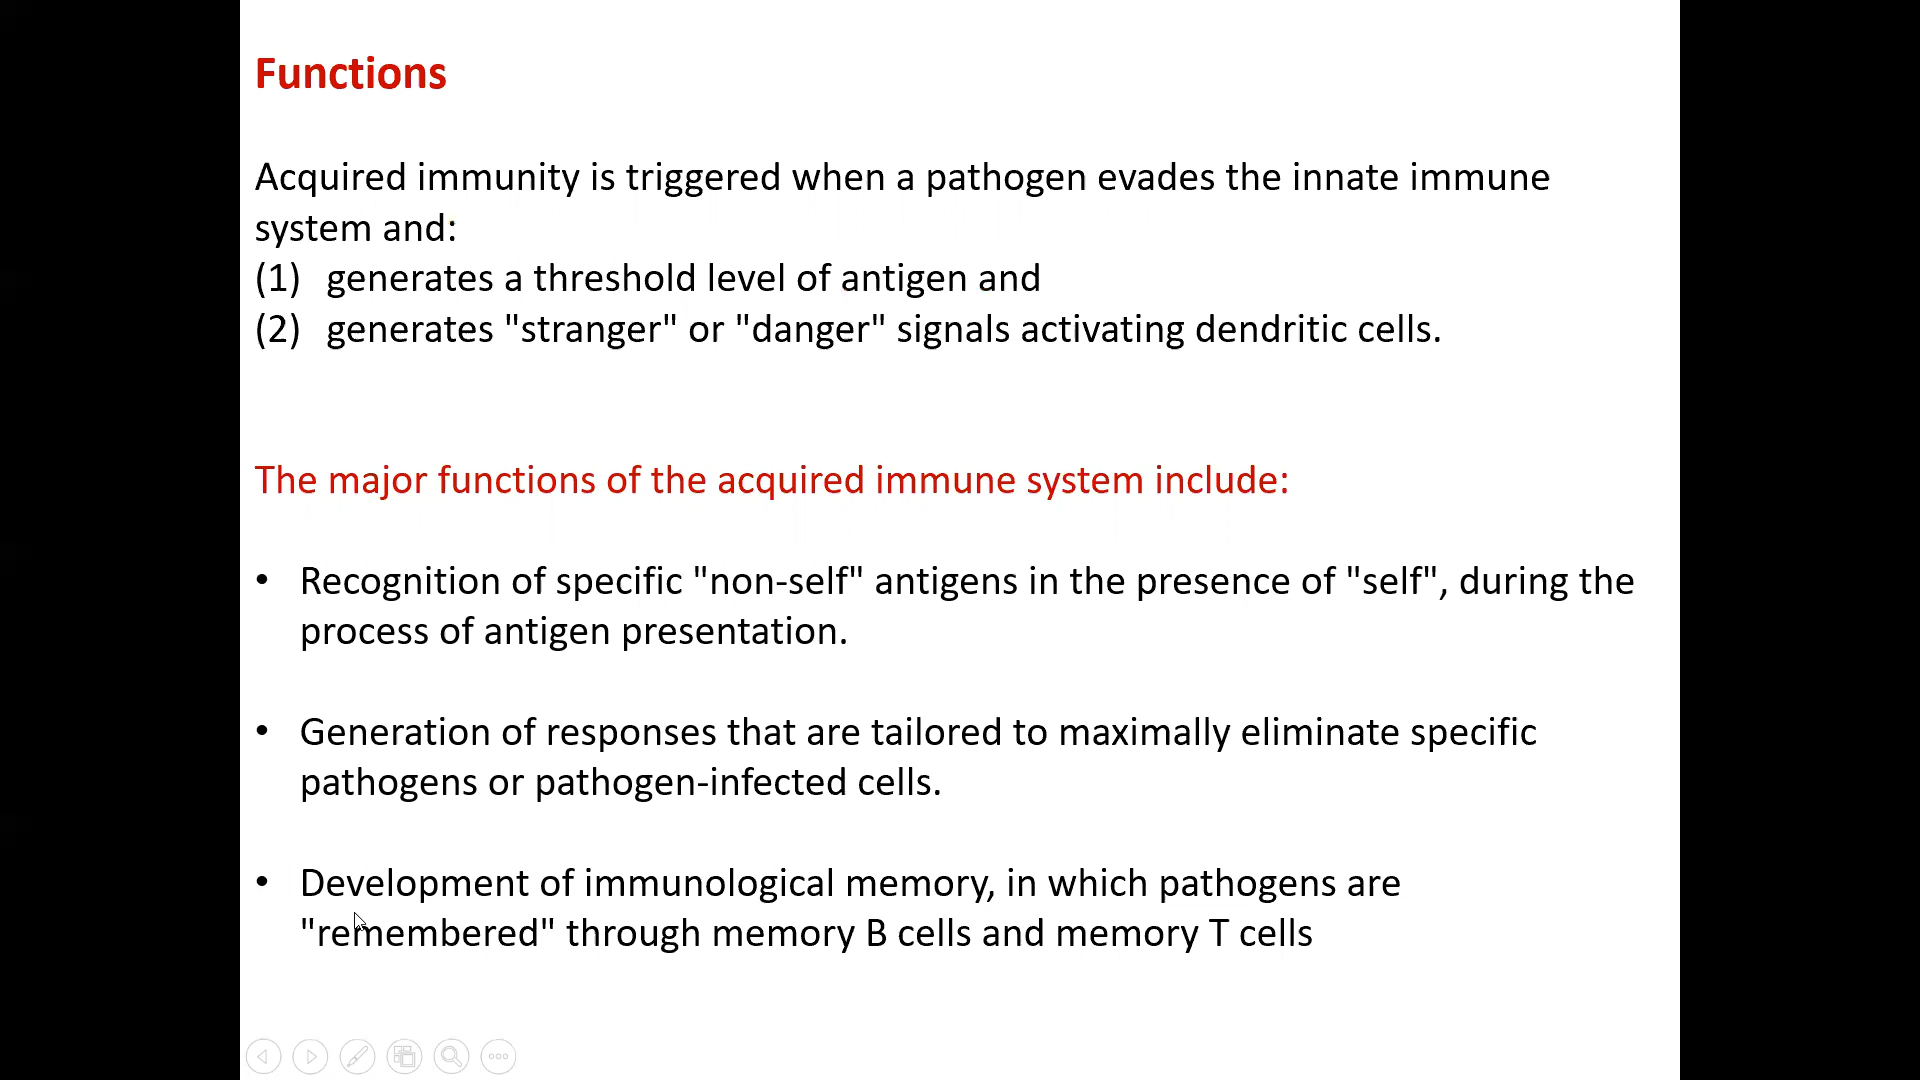 Functions
Acquired immunity is triggered when a pathogen evades the innate immune
system and:
(1) generates a threshold level of antigen and
(2) generates "stranger" or "danger" signals activating dendritic cells.
The major functions of the acquired immune system include:
• Recognition of specific "non-self" antigens in the presence of "self", during the
process of antigen presentation.
• Generation of responses that are tailored to maximally eliminate specific
pathogens or pathogen-infected cells.
• Development of immunological memory, in which pathogens are
"remembered" through memory B cells and memory T cells